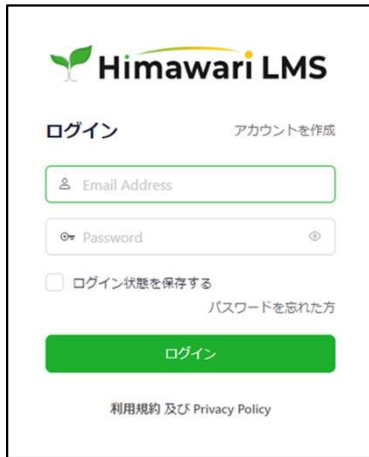 Himawari LMS
ログイン アカウントを作成
Email Address
Password
ログイン状態を保存する
パスワードを忘れた方
ログイン
利用規約 及び Privacy Policy